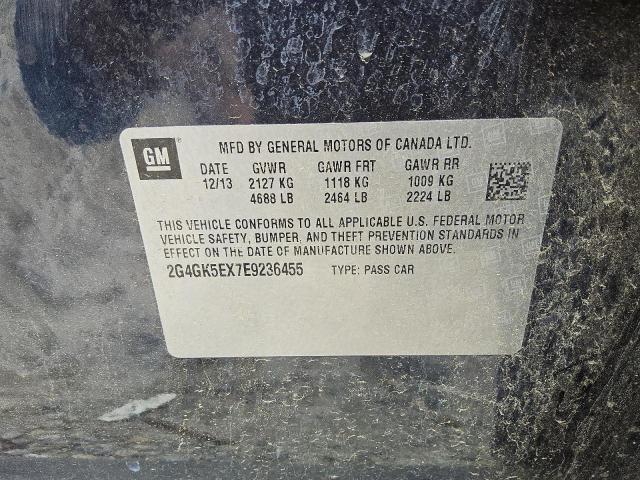 GM
MFD BY GENERAL MOTORS OF CANADA LTD.
DATE GVWR GAWR FRT GAWR RR
12/13 2127 KG 1118 KG 1009 KG
4688 LB 2464 LB 2224 LB
THIS VEHICLE CONFORMS TO ALL APPLICABLE U.S. FEDERAL MOTOR
VEHICLE SAFETY, BUMPER, AND THEFT PREVENTION STANDARDS IN
EFFECT ON THE DATE OF MANUFACTURE SHOWN ABOVE.
2G4GK5EX7E9236455 TYPE: PASS CAR